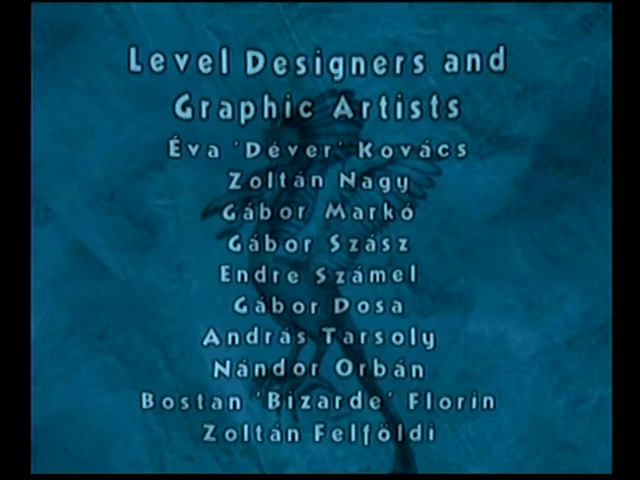 Level Designers and
Graphic Artists
Éva 'Déver' Kovács
Zoltán Nagy
Gábor Markó
Gábor Szász
Endre Számel
Gábor Dosa
András Tarsoly
Nándor Orbán
Bostan 'Bizarde' Florin
Zoltán Felföldi